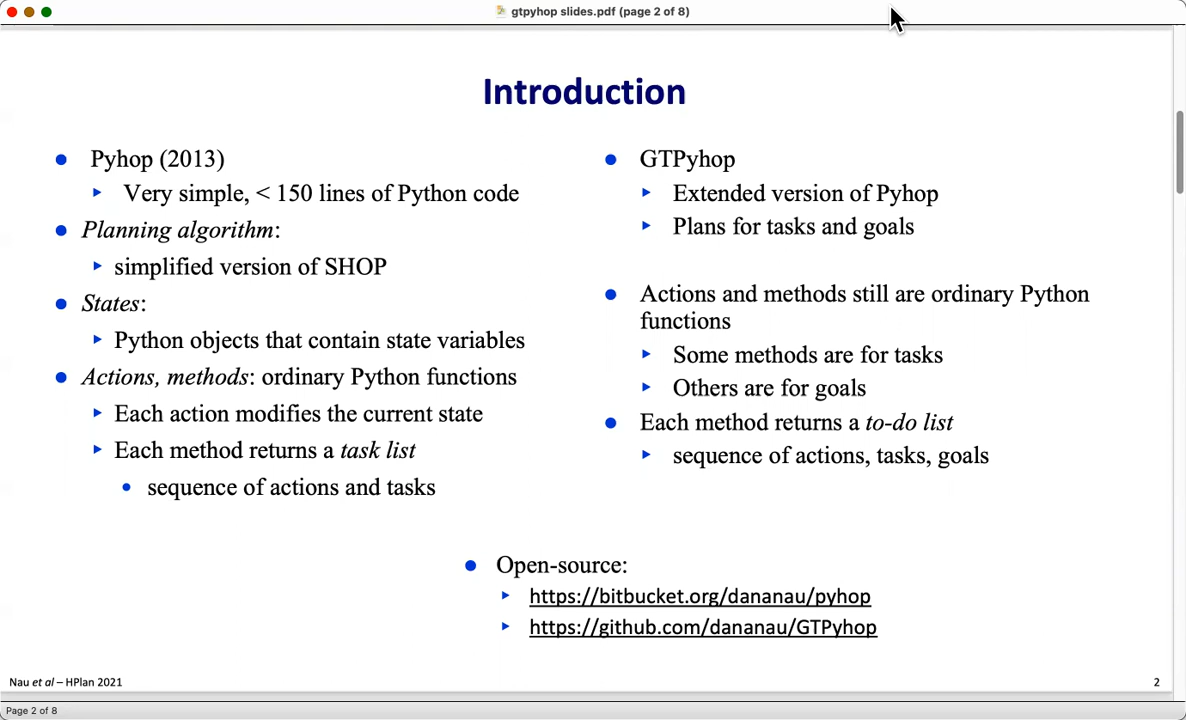 gtpyhop slides.pdf (page 2 of 8)
Introduction
Pyhop (2013)
Very simple, < 150 lines of Python code
Planning algorithm:
simplified version of SHOP
States:
Python objects that contain state variables
Actions, methods: ordinary Python functions
Each action modifies the current state
Each method returns a task list
sequence of actions and tasks
GTPyhop
Extended version of Pyhop
Plans for tasks and goals
Actions and methods still are ordinary Python
functions
Some methods are for tasks
Others are for goals
Each method returns a to-do list
sequence of actions, tasks, goals
Open-source:
https://bitbucket.org/dananau/pyhop
https://github.com/dananau/GTPyhop
Nau et al – HPlan 2021
2
Page 2 of 8